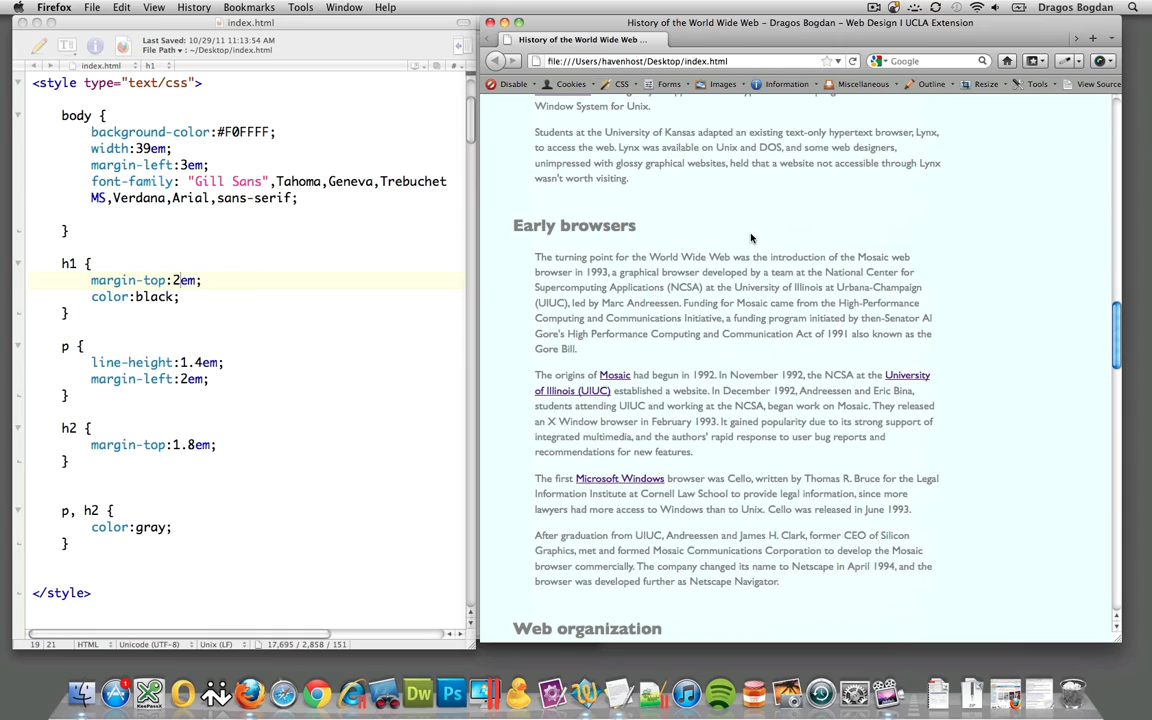 Firefox File Edit View History Bookmarks Tools Window Help Dragos Bogdan
index.html
Last Saved: 10/29/11 11:13:54 AM
File Path ▾ : ~/Desktop/index.html
index.html h1
<style type="text/css">
body {
background-color:#F0FFFF;
width:39em;
margin-left:3em;
font-family: "Gill Sans",Tahoma,Geneva,Trebuchet
MS,Verdana,Arial,sans-serif;
}
h1 {
margin-top:2em;
color:black;
}
p {
line-height:1.4em;
margin-left:2em;
}
h2 {
margin-top:1.8em;
}
p, h2 {
color:gray;
}
</style>
19 21 HTML Unicode (UTF-8) Unix (LF) 17,695 / 2,858 / 151
History of the World Wide Web – Dragos Bogdan – Web Design I UCLA Extension
History of the World Wide Web ...
file:///Users/havenhost/Desktop/index.html Google
Disable Cookies CSS Forms Images Information Miscellaneous Outline Resize Tools View Source
Window System for Unix.
Students at the University of Kansas adapted an existing text-only hypertext browser, Lynx,
to access the web. Lynx was available on Unix and DOS, and some web designers,
unimpressed with glossy graphical websites, held that a website not accessible through Lynx
wasn't worth visiting.
Early browsers
The turning point for the World Wide Web was the introduction of the Mosaic web
browser in 1993, a graphical browser developed by a team at the National Center for
Supercomputing Applications (NCSA) at the University of Illinois at Urbana-Champaign
(UIUC), led by Marc Andreessen. Funding for Mosaic came from the High-Performance
Computing and Communications Initiative, a funding program initiated by then-Senator Al
Gore's High Performance Computing and Communication Act of 1991 also known as the
Gore Bill.
The origins of Mosaic had begun in 1992. In November 1992, the NCSA at the University
of Illinois (UIUC) established a website. In December 1992, Andreessen and Eric Bina,
students attending UIUC and working at the NCSA, began work on Mosaic. They released
an X Window browser in February 1993. It gained popularity due to its strong support of
integrated multimedia, and the authors' rapid response to user bug reports and
recommendations for new features.
The first Microsoft Windows browser was Cello, written by Thomas R. Bruce for the Legal
Information Institute at Cornell Law School to provide legal information, since more
lawyers had more access to Windows than to Unix. Cello was released in June 1993.
After graduation from UIUC, Andreessen and James H. Clark, former CEO of Silicon
Graphics, met and formed Mosaic Communications Corporation to develop the Mosaic
browser commercially. The company changed its name to Netscape in April 1994, and the
browser was developed further as Netscape Navigator.
Web organization
Dw Ps